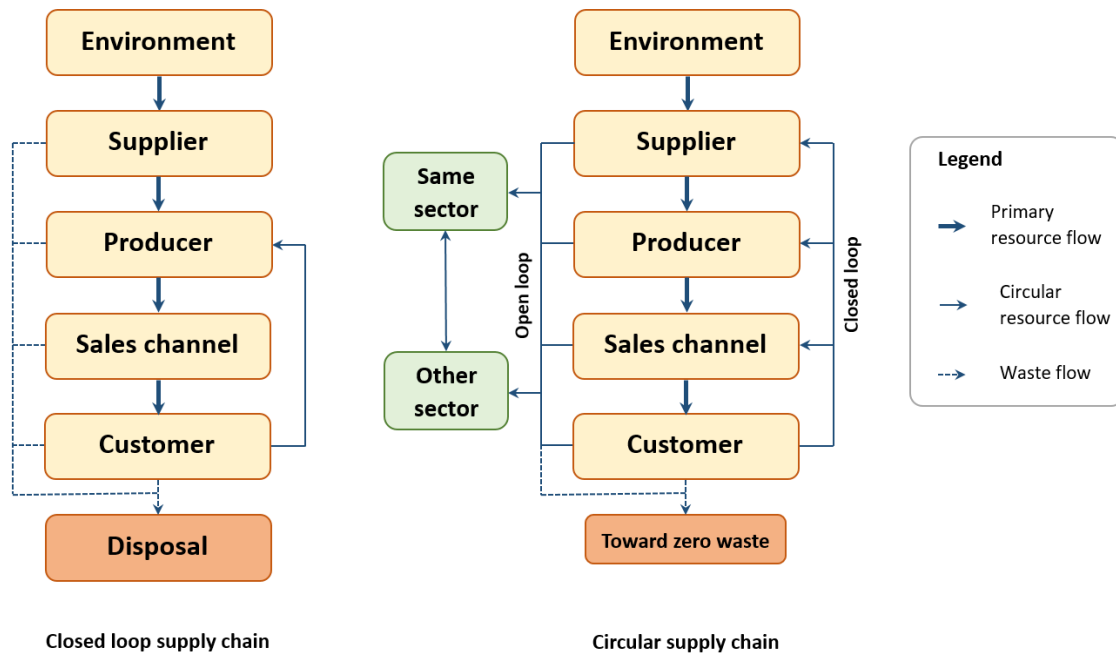 Environment
Supplier
Producer
Sales channel
Customer
Disposal
Closed loop supply chain
Environment
Supplier
Producer
Sales channel
Customer
Toward zero waste
Same
sector
Other
sector
Open loop
Closed loop
Circular supply chain
Legend
Primary
resource flow
Circular
resource flow
Waste flow